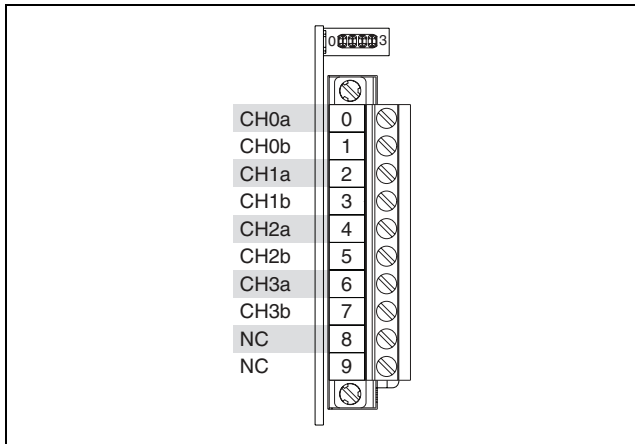 0 3
CH0a 0
CH0b 1
CH1a 2
CH1b 3
CH2a 4
CH2b 5
CH3a 6
CH3b 7
NC 8
NC 9